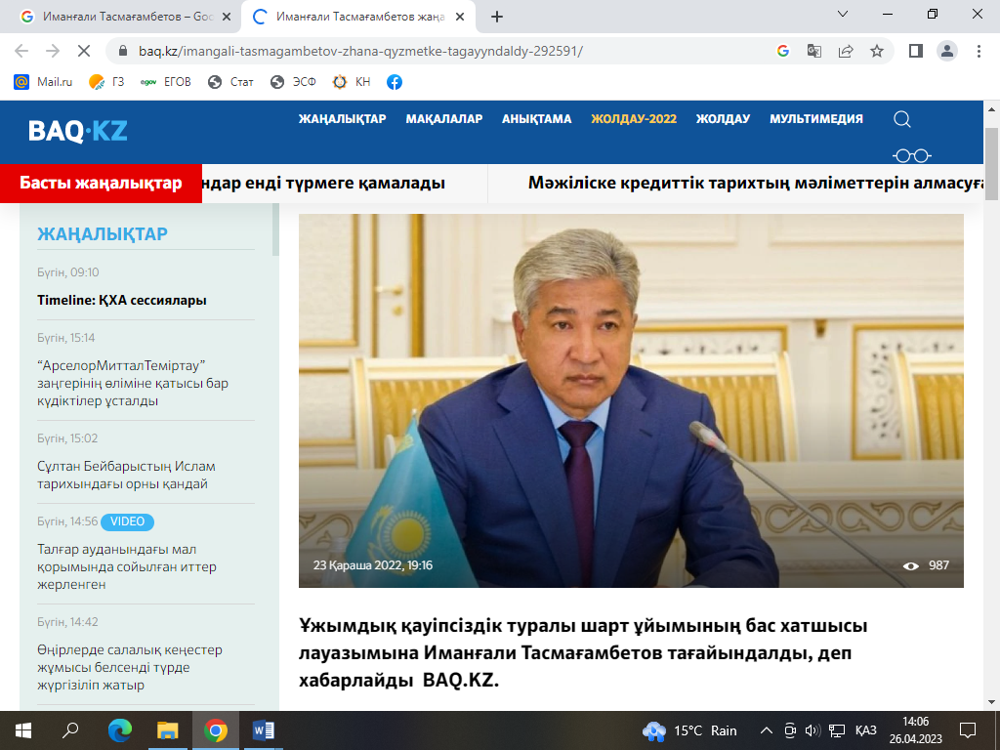 Иманғали Тасмағамбетов – Goo
Иманғали Тасмағамбетов жаңа
baq.kz/imangali-tasmagambetov-zhana-qyzmetke-tagayyndaldy-292591/
Mail.ru ГЗ egov ЕГОВ Стат ЭСФ КН
BAQ·KZ
ЖАҢАЛЫҚТАР МАҚАЛАЛАР АНЫҚТАМА ЖОЛДАУ-2022 ЖОЛДАУ МУЛЬТИМЕДИЯ
Басты жаңалықтар ндар енді түрмеге қамалады Мәжіліске кредиттік тарихтың мәліметтерін алмасуға
ЖАҢАЛЫҚТАР
Бүгін, 09:10
Timeline: ҚХА сессиялары
Бүгін, 15:14
“АрселорМитталТеміртау”
заңгерінің өліміне қатысы бар
күдіктілер ұсталды
Бүгін, 15:02
Сұлтан Бейбарыстың Ислам
тарихындағы орны қандай
Бүгін, 14:56 VIDEO
Талғар ауданындағы мал
қорымында сойылған иттер
жерленген
Бүгін, 14:42
Өңірлерде салалық кеңестер
жұмысы белсенді түрде
жүргізіліп жатыр
23 Қараша 2022, 19:16 987
Ұжымдық қауіпсіздік туралы шарт ұйымының бас хатшысы
лауазымына Иманғали Тасмағамбетов тағайындалды, деп
хабарлайды BAQ.KZ.
15°C Rain ҚАЗ 14:06
26.04.2023